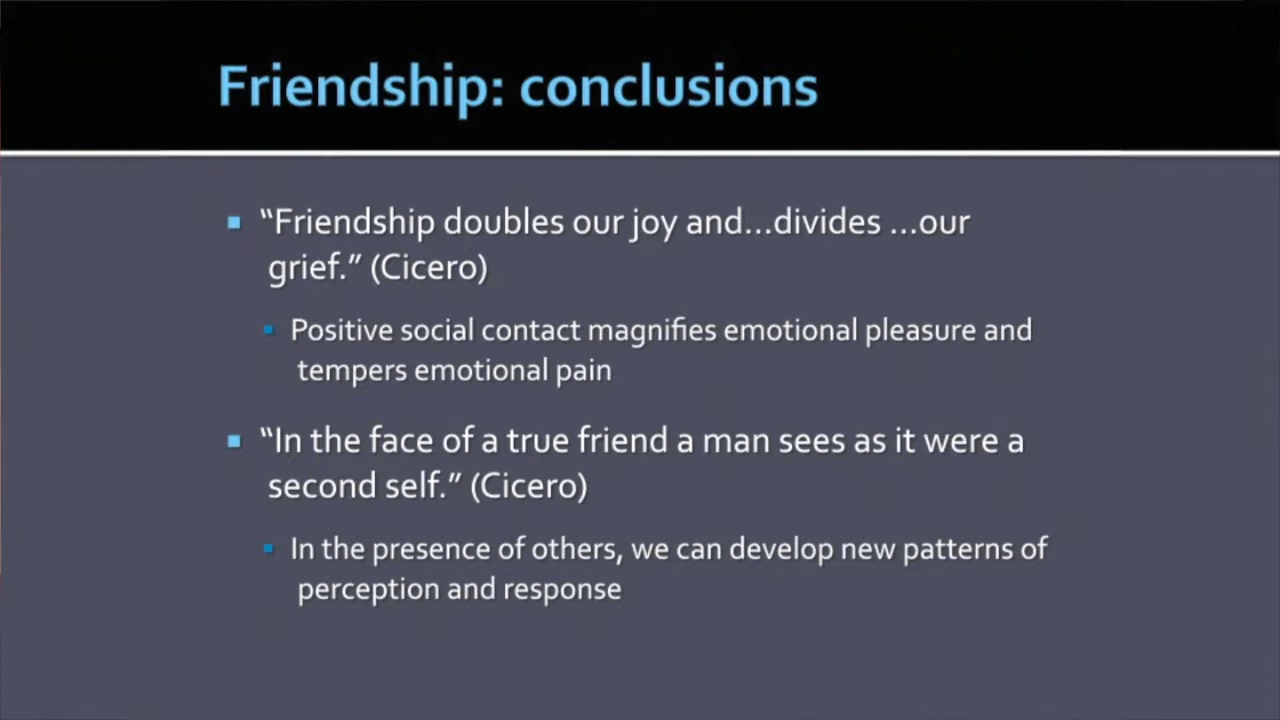 Friendship: conclusions
“Friendship doubles our joy and...divides ...our
grief.” (Cicero)
Positive social contact magnifies emotional pleasure and
tempers emotional pain
“In the face of a true friend a man sees as it were a
second self.” (Cicero)
In the presence of others, we can develop new patterns of
perception and response